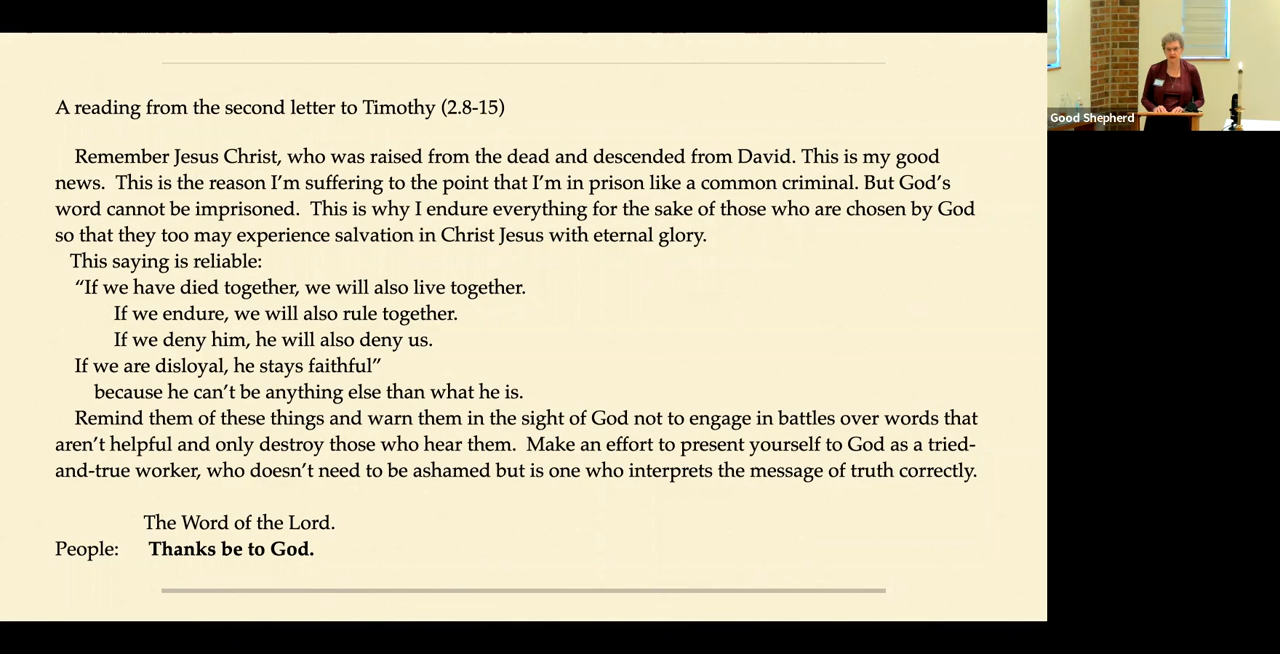 A reading from the second letter to Timothy (2.8-15)
Remember Jesus Christ, who was raised from the dead and descended from David. This is my good
news.  This is the reason I’m suffering to the point that I’m in prison like a common criminal. But God’s
word cannot be imprisoned.  This is why I endure everything for the sake of those who are chosen by God
so that they too may experience salvation in Christ Jesus with eternal glory.
This saying is reliable:
“If we have died together, we will also live together.
If we endure, we will also rule together.
If we deny him, he will also deny us.
If we are disloyal, he stays faithful”
because he can’t be anything else than what he is.
Remind them of these things and warn them in the sight of God not to engage in battles over words that
aren’t helpful and only destroy those who hear them.  Make an effort to present yourself to God as a tried-
and-true worker, who doesn’t need to be ashamed but is one who interprets the message of truth correctly.
The Word of the Lord.
People: Thanks be to God.
Good Shepherd